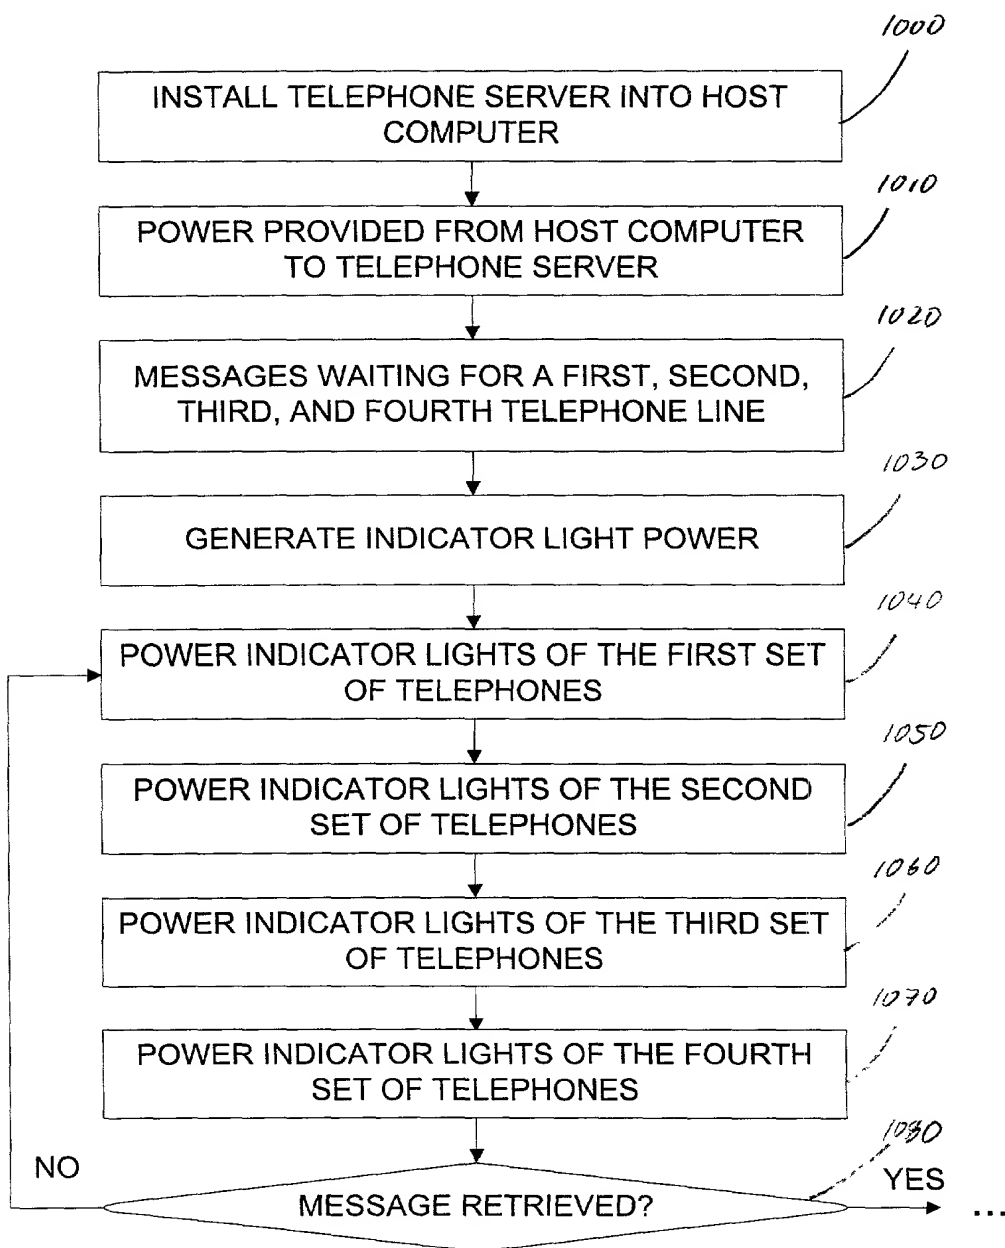 1000
INSTALL TELEPHONE SERVER INTO HOST
COMPUTER
1010
POWER PROVIDED FROM HOST COMPUTER
TO TELEPHONE SERVER
1020
MESSAGES WAITING FOR A FIRST, SECOND,
THIRD, AND FOURTH TELEPHONE LINE
1030
GENERATE INDICATOR LIGHT POWER
1040
POWER INDICATOR LIGHTS OF THE FIRST SET
OF TELEPHONES
1050
POWER INDICATOR LIGHTS OF THE SECOND
SET OF TELEPHONES
1060
POWER INDICATOR LIGHTS OF THE THIRD SET
OF TELEPHONES
1070
POWER INDICATOR LIGHTS OF THE FOURTH
SET OF TELEPHONES
1080
NO
YES
MESSAGE RETRIEVED?
...